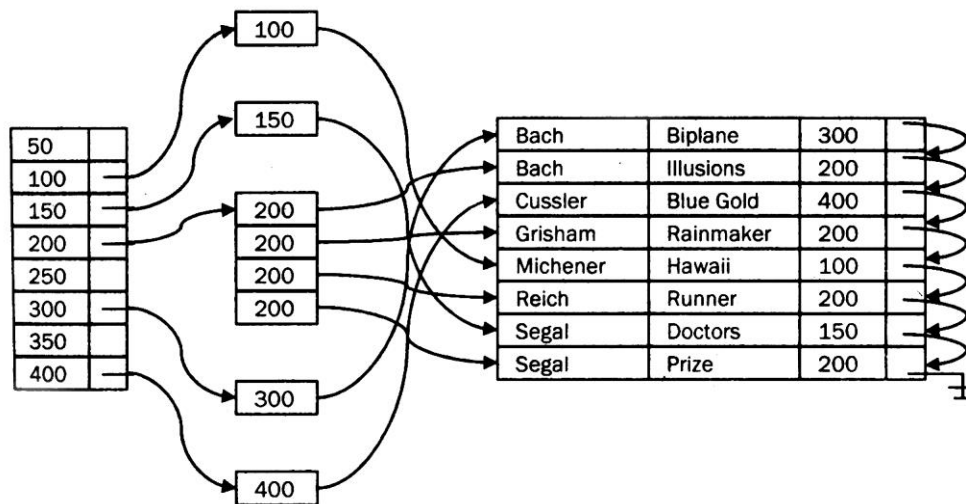 50
100
150
200
250
300
350
400
100
150
200
200
200
200
300
400
Bach Biplane 300
Bach Illusions 200
Cussler Blue Gold 400
Grisham Rainmaker 200
Michener Hawaii 100
Reich Runner 200
Segal Doctors 150
Segal Prize 200